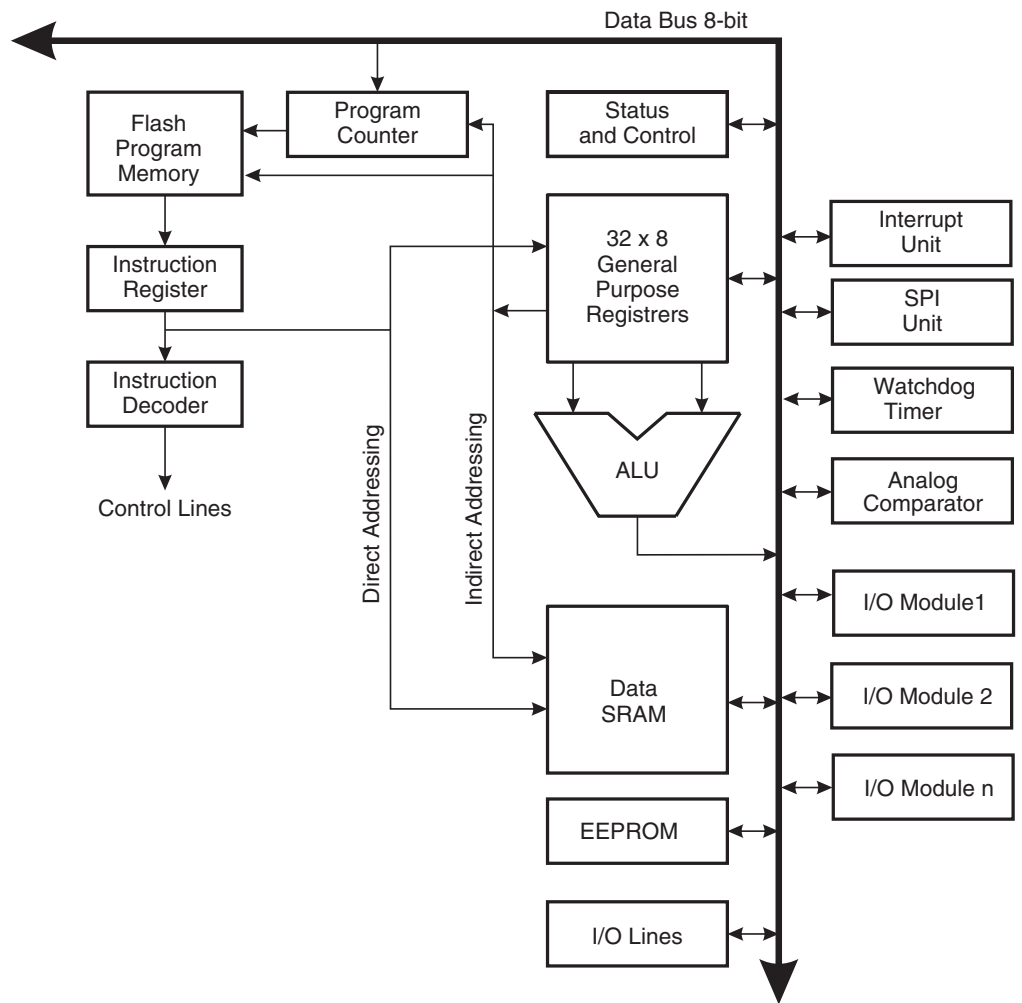 Data Bus 8-bit
Flash
Program
Memory
Program
Counter
Status
and Control
32 x 8
General
Purpose
Registrers
Interrupt
Unit
Instruction
Register
SPI
Unit
Instruction
Decoder
Watchdog
Timer
Direct Addressing
Indirect Addressing
ALU
Analog
Comparator
Control Lines
I/O Module1
Data
SRAM
I/O Module 2
I/O Module n
EEPROM
I/O Lines